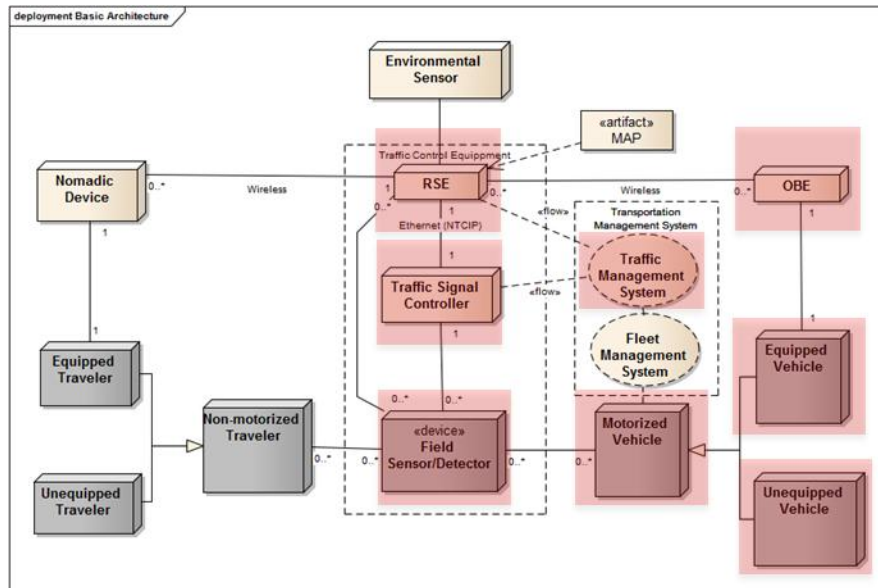 deployment Basic Architecture
Environmental
Sensor
«artifact»
MAP
Traffic Control Equippment
Nomadic
Device
0..*
Wireless
1
RSE
0..*
0..*
Wireless
0..*
OBE
1
1
1
Ethernet (NTCIP)
«flow»
Transportation
Management System
1
Traffic Signal
Controller
«flow»
Traffic
Management
System
1
Fleet
Management
System
1
1
Equipped
Traveler
Equipped
Vehicle
0..*
0..*
Non-motorized
Traveler
«device»
Field
Sensor/Detector
Motorized
Vehicle
0..*
0..*
0..*
0..*
Unequipped
Traveler
Unequipped
Vehicle